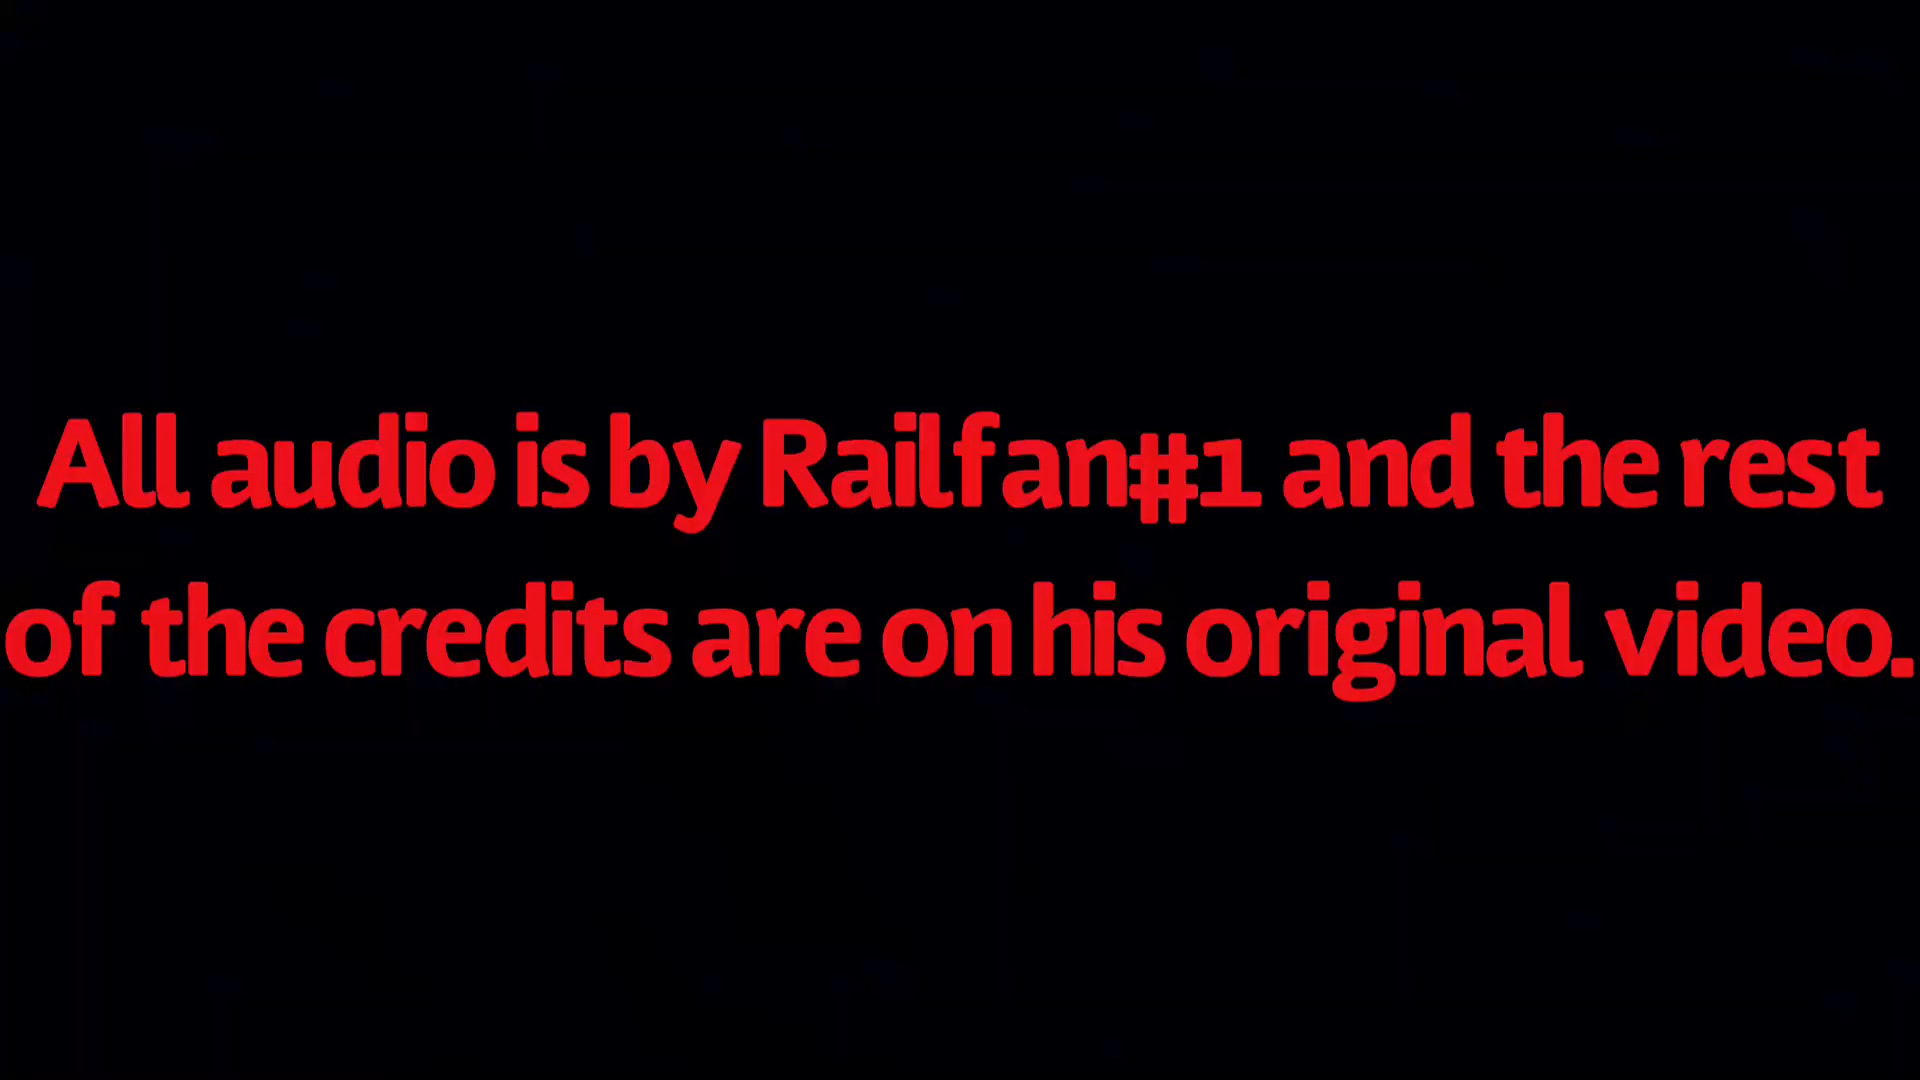 All audio is by Railfan#1 and the rest
of the credits are on his original video.